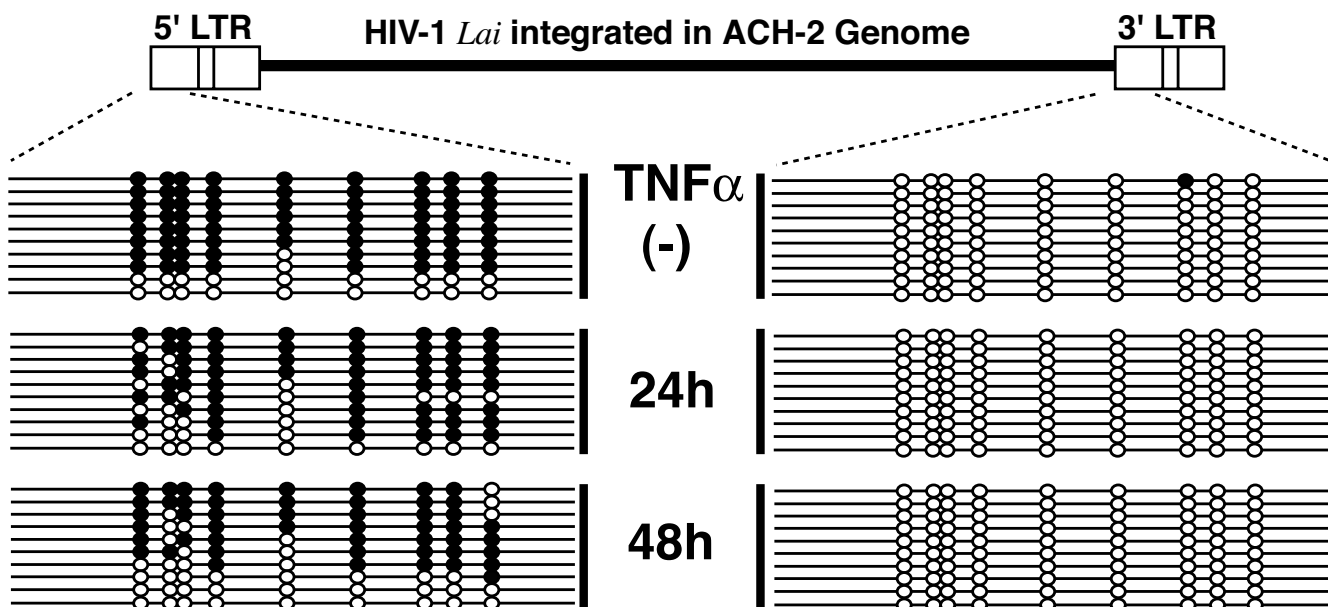 5' LTR
HIV-1 Lai integrated in ACH-2 Genome
3' LTR
TNFα
(-)
24h
48h